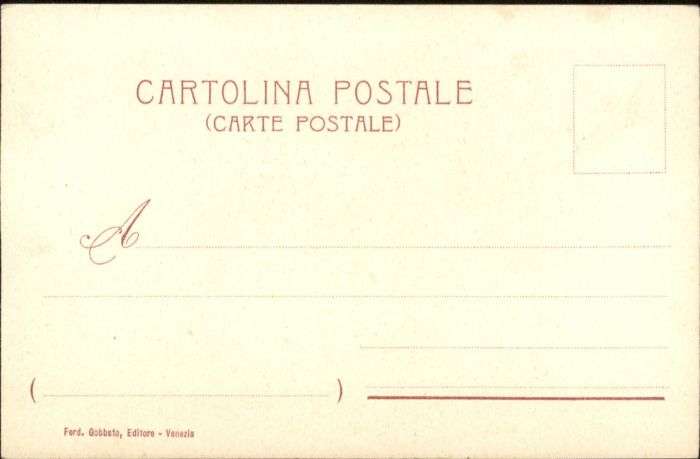 CARTOLINA POSTALE
(CARTE POSTALE)
A
( )
Ferd. Gobbato, Editore - Venezia